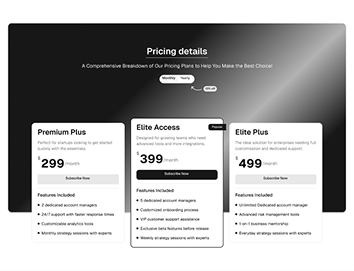 Pricing details
A Comprehensive Breakdown of Our Pricing Plans to Help You Make the Best Choice!
Monthly Yearly
Premium Plus
Perfect for startups looking to get started
quickly with the essentials.
$299/month
Subscribe Now
Features Included
2 dedicated account managers
24/7 support with faster response times
Customizable analytics tools
Monthly strategy sessions with experts
Elite Access
Popular
Designed for growing teams who need
advanced tools and more integrations.
$399/month
Subscribe Now
Features Included
5 dedicated account managers
Customized onboarding process
VIP customer support assistance
Exclusive beta features before release
Weekly strategy sessions with experts
Elite Plus
The ideal solution for enterprises needing full
customization and dedicated support.
$499/month
Subscribe Now
Features Included
Unlimited Dedicated account manager
Advanced risk management tools
1-on-1 business mentorship
Everyday strategy sessions with experts